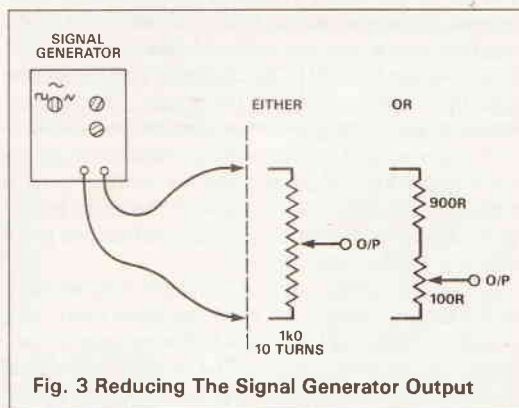 SIGNAL
GENERATOR
EITHER
OR
900R
O/P
O/P
100R
1k0
10 TURNS
Fig. 3 Reducing The Signal Generator Output